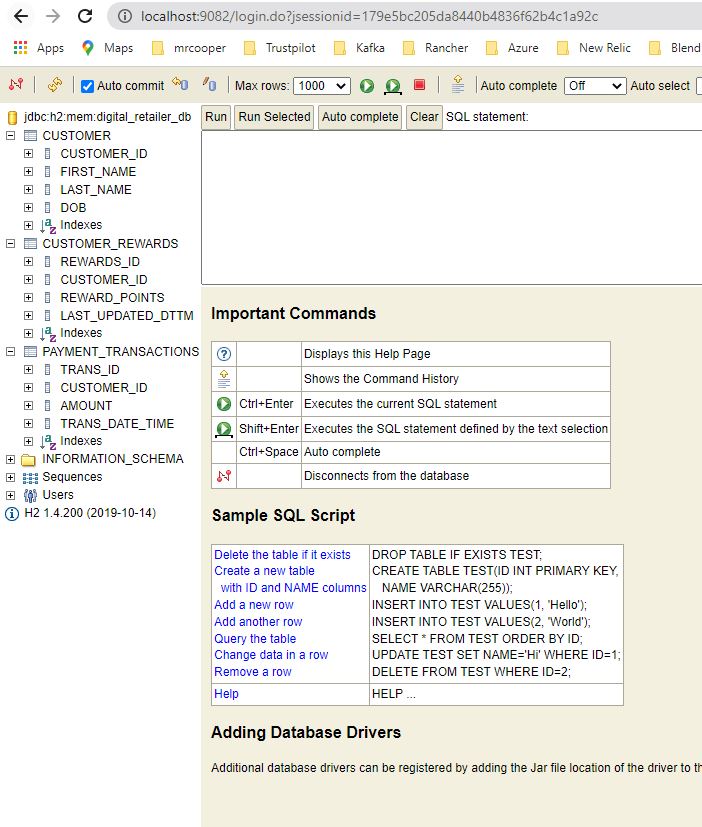 localhost:9082/login.do?jsessionid=179e5bc205da8440b4836f62b4c1a92c
Apps Maps mrcooper Trustpilot Kafka Rancher Azure New Relic Blend
Auto commit Max rows: 1000 Auto complete Off Auto select
jdbc:h2:mem:digital_retailer_db
CUSTOMER
CUSTOMER_ID
FIRST_NAME
LAST_NAME
DOB
Indexes
CUSTOMER_REWARDS
REWARDS_ID
CUSTOMER_ID
REWARD_POINTS
LAST_UPDATED_DTTM
Indexes
PAYMENT_TRANSACTIONS
TRANS_ID
CUSTOMER_ID
AMOUNT
TRANS_DATE_TIME
Indexes
INFORMATION_SCHEMA
Sequences
Users
H2 1.4.200 (2019-10-14)
Run Run Selected Auto complete Clear SQL statement:
Important Commands
Displays this Help Page
Shows the Command History
Ctrl+Enter Executes the current SQL statement
Shift+Enter Executes the SQL statement defined by the text selection
Ctrl+Space Auto complete
Disconnects from the database
Sample SQL Script
Delete the table if it exists DROP TABLE IF EXISTS TEST;
Create a new table CREATE TABLE TEST(ID INT PRIMARY KEY,
with ID and NAME columns NAME VARCHAR(255));
Add a new row INSERT INTO TEST VALUES(1, 'Hello');
Add another row INSERT INTO TEST VALUES(2, 'World');
Query the table SELECT * FROM TEST ORDER BY ID;
Change data in a row UPDATE TEST SET NAME='Hi' WHERE ID=1;
Remove a row DELETE FROM TEST WHERE ID=2;
Help HELP ...
Adding Database Drivers
Additional database drivers can be registered by adding the Jar file location of the driver to th